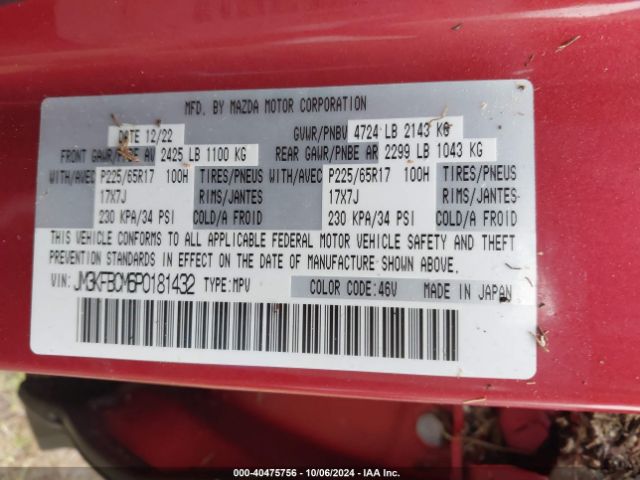 MFD. BY MAZDA MOTOR CORPORATION
DATE 12/22 GVWR/PNBV 4724 LB 2143 KG
FRONT GAWR/PNBE AV 2425 LB 1100 KG REAR GAWR/PNBE AR 2299 LB 1043 KG
WITH/AVEC P225/65R17 100H TIRES/PNEUS WITH/AVEC P225/65R17 100H TIRES/PNEUS
17X7J RIMS/JANTES 17X7J RIMS/JANTES
230 KPA/34 PSI COLD/A FROID 230 KPA/34 PSI COLD/A FROID
THIS VEHICLE CONFORMS TO ALL APPLICABLE FEDERAL MOTOR VEHICLE SAFETY AND THEFT
PREVENTION STANDARDS IN EFFECT ON THE DATE OF MANUFACTURE SHOWN ABOVE.
VIN: JM3KFBCM6P0181432 TYPE:MPV COLOR CODE:46V MADE IN JAPAN
000-40475756 - 10/06/2024 - IAA Inc.